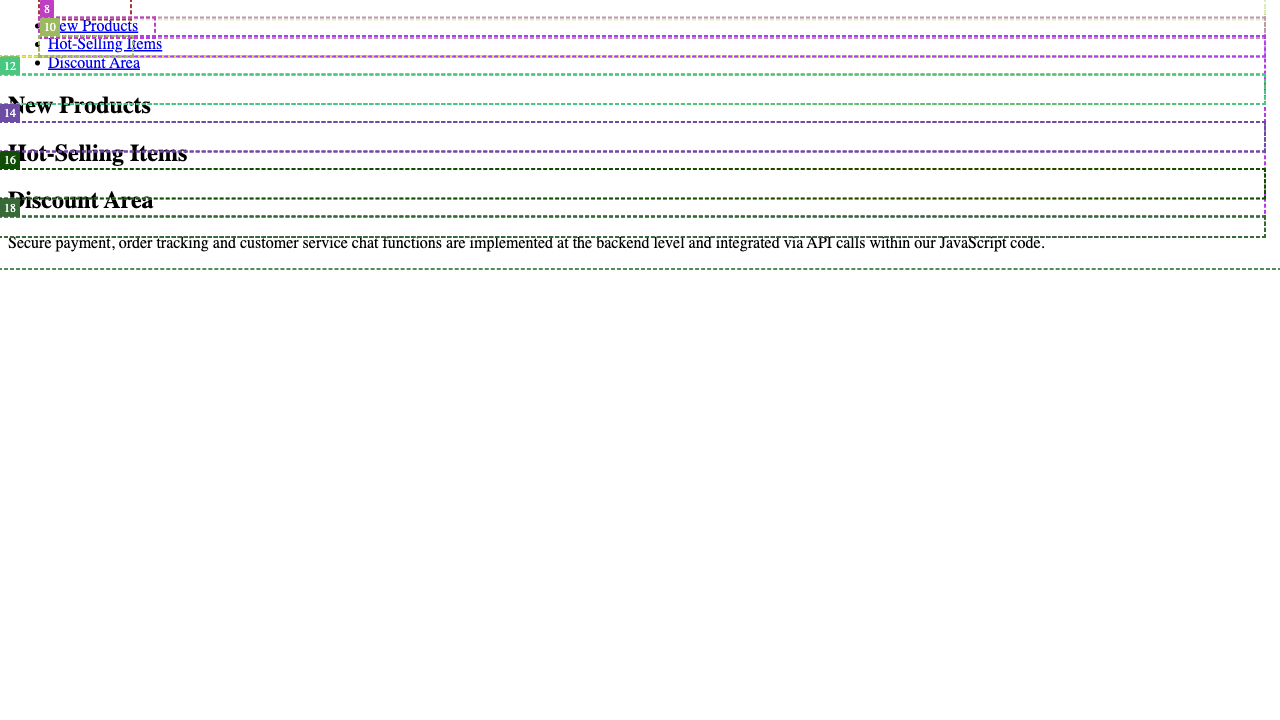 8
New Products
10
Hot-Selling Items
12
Discount Area
New Products
14
Hot-Selling Items
16
Discount Area
18
Secure payment, order tracking and customer service chat functions are implemented at the backend level and integrated via API calls within our JavaScript code.